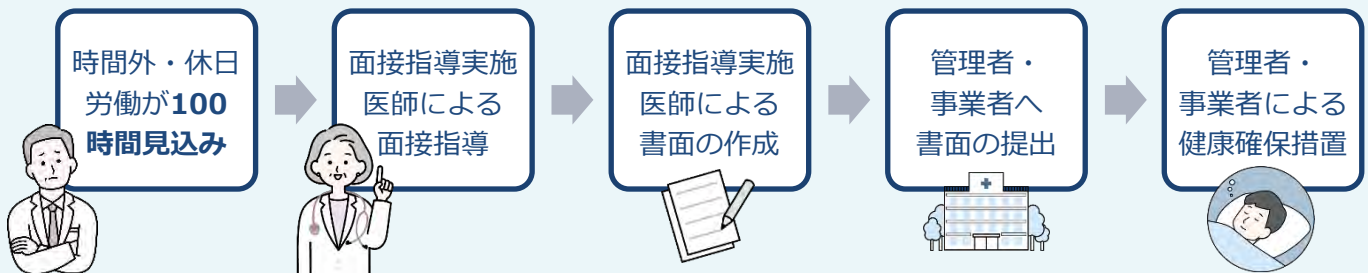 時間外・休日
労働が100
時間見込み
面接指導実施
医師による
面接指導
面接指導実施
医師による
書面の作成
管理者・
事業者へ
書面の提出
管理者・
事業者による
健康確保措置